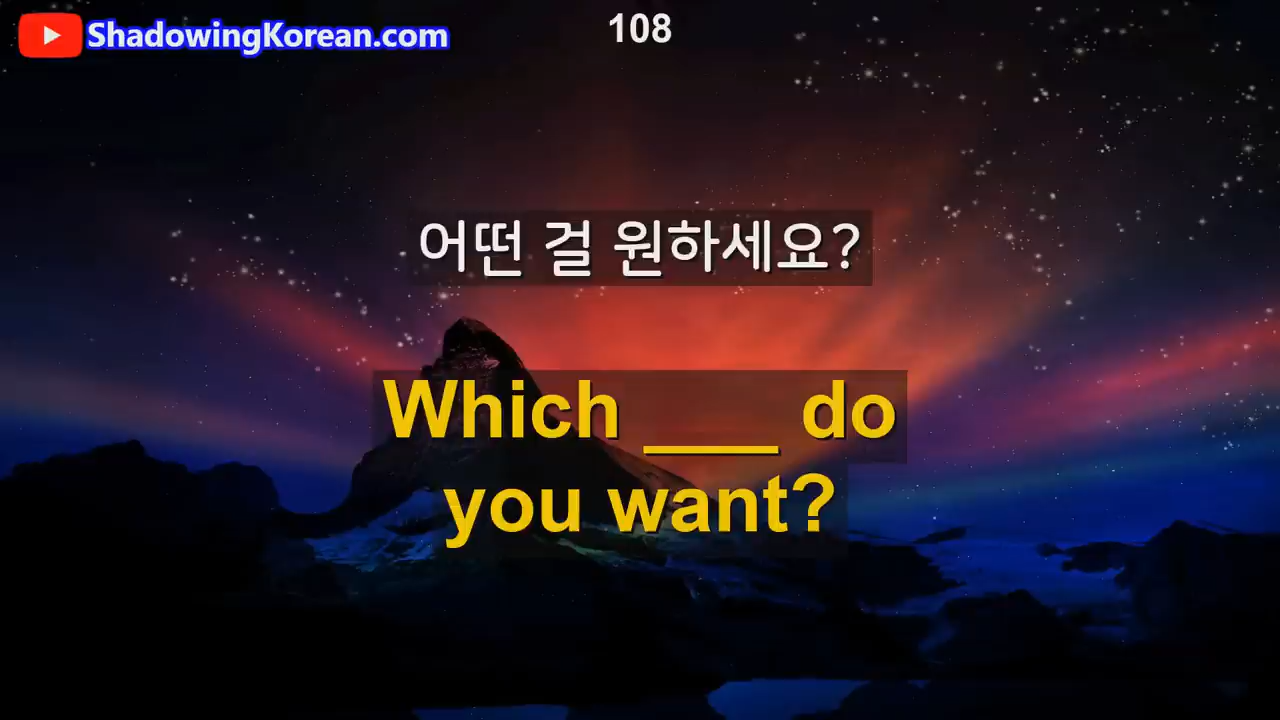 ShadowingKorean.com
108
어떤 걸 원하세요?
Which ___ do
you want?